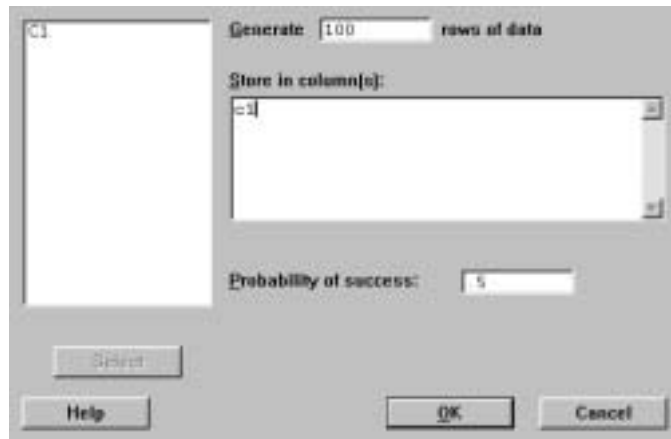 C1
Generate 100 rows of data
Store in column(s):
c1
Probability of success: .5
Select
Help
OK
Cancel